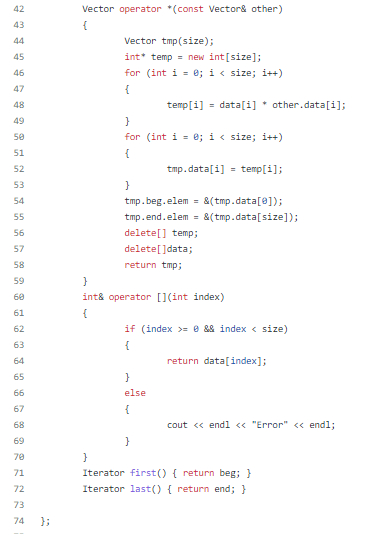 42 Vector operator *(const Vector& other)
43 {
44 Vector tmp(size);
45 int* temp = new int[size];
46 for (int i = 0; i < size; i++)
47 {
48 temp[i] = data[i] * other.data[i];
49 }
50 for (int i = 0; i < size; i++)
51 {
52 tmp.data[i] = temp[i];
53 }
54 tmp.beg.elem = &(tmp.data[0]);
55 tmp.end.elem = &(tmp.data[size]);
56 delete[] temp;
57 delete[]data;
58 return tmp;
59 }
60 int& operator [](int index)
61 {
62 if (index >= 0 && index < size)
63 {
64 return data[index];
65 }
66 else
67 {
68 cout << endl << "Error" << endl;
69 }
70 }
71 Iterator first() { return beg; }
72 Iterator last() { return end; }
73
74 };